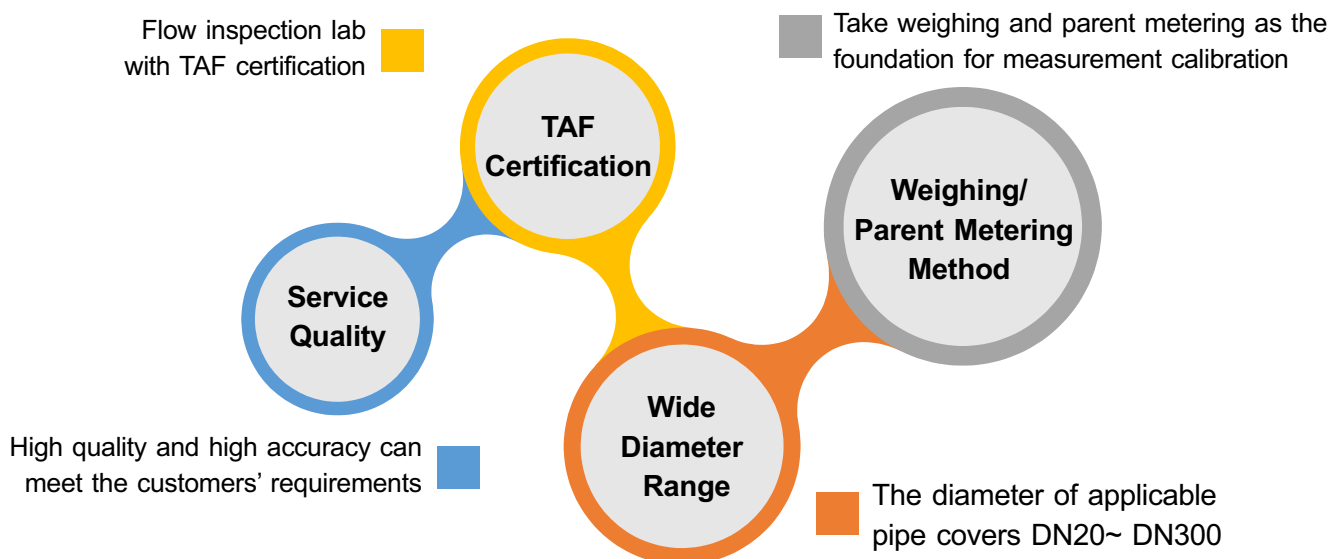 Flow inspection lab
with TAF certification
Take weighing and parent metering as the
foundation for measurement calibration
TAF
Certification
Weighing/
Parent Metering
Method
Service
Quality
Wide
Diameter
Range
High quality and high accuracy can
meet the customers’ requirements
The diameter of applicable
pipe covers DN20~ DN300